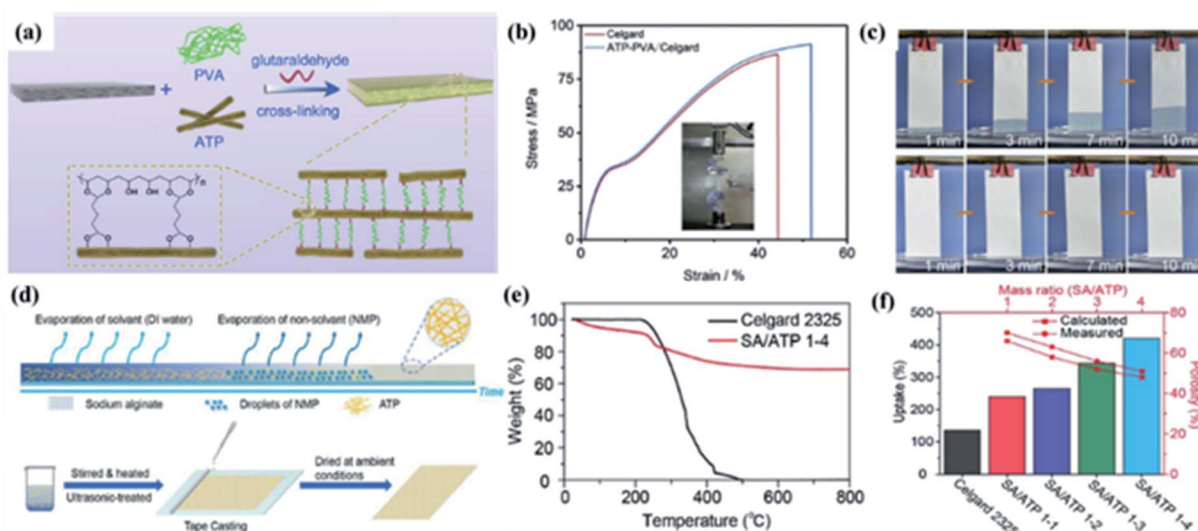 (a)
PVA
+
ATP
glutaraldehyde
cross-linking
n
O O OH OH O O
O O O O
(b)
Celgard
ATP-PVA/Celgard
Stress / MPa
100
75
50
25
0
0 20 40 60
Strain / %
(c)
1 min 3 min 7 min 10 min
1 min 3 min 7 min 10 min
(d)
Evaporation of solvent (DI water)
Evaporation of non-solvent (NMP)
Time
Sodium alginate Droplets of NMP ATP
Stirred & heated
Ultrasonic-treated
Tape Casting
Dried at ambient
conditions
(e)
Celgard 2325
SA/ATP 1-4
Weight (%)
100
80
60
40
20
0
0 200 400 600 800
Temperature (°C)
(f)
Mass ratio (SA/ATP)
1 2 3 4
Calculated
Measured
Uptake (%)
500
400
300
200
100
0
80
60
40
20
0
Porosity (%)
Celgard 2325
SA/ATP 1-1
SA/ATP 1-2
SA/ATP 1-3
SA/ATP 1-4